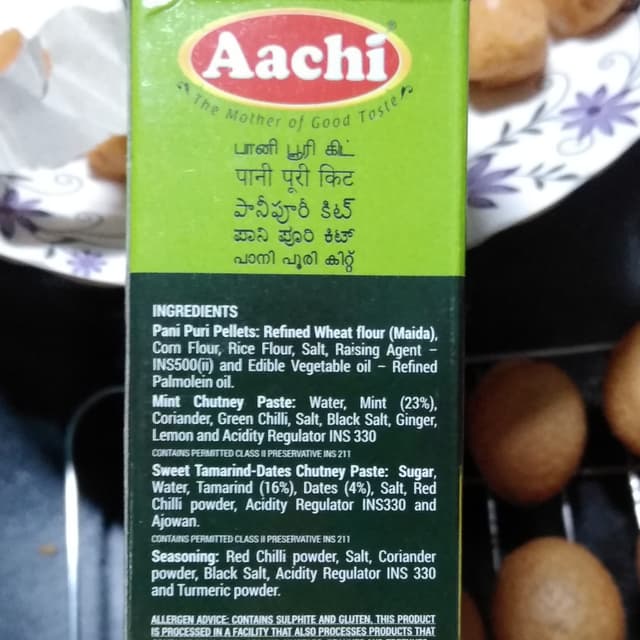 Aachi®
The Mother of Good Taste
பானி பூரி கிட்
पानी पूरी किट
పానీపూరీ కిట్
ಪಾನಿ ಪೂರಿ ಕಿಟ್
പാനി പൂരി കിറ്റ്
INGREDIENTS
Pani Puri Pellets: Refined Wheat flour (Maida),
Corn Flour, Rice Flour, Salt, Raising Agent –
INS500(ii) and Edible Vegetable oil – Refined
Palmolein oil.
Mint Chutney Paste: Water, Mint (23%),
Coriander, Green Chilli, Salt, Black Salt, Ginger,
Lemon and Acidity Regulator INS 330
CONTAINS PERMITTED CLASS II PRESERVATIVE INS 211
Sweet Tamarind-Dates Chutney Paste: Sugar,
Water, Tamarind (16%), Dates (4%), Salt, Red
Chilli powder, Acidity Regulator INS330 and
Ajowan.
CONTAINS PERMITTED CLASS II PRESERVATIVE INS 211
Seasoning: Red Chilli powder, Salt, Coriander
powder, Black Salt, Acidity Regulator INS 330
and Turmeric powder.
ALLERGEN ADVICE: CONTAINS SULPHITE AND GLUTEN. THIS PRODUCT
IS PROCESSED IN A FACILITY THAT ALSO PROCESSES PRODUCTS THAT